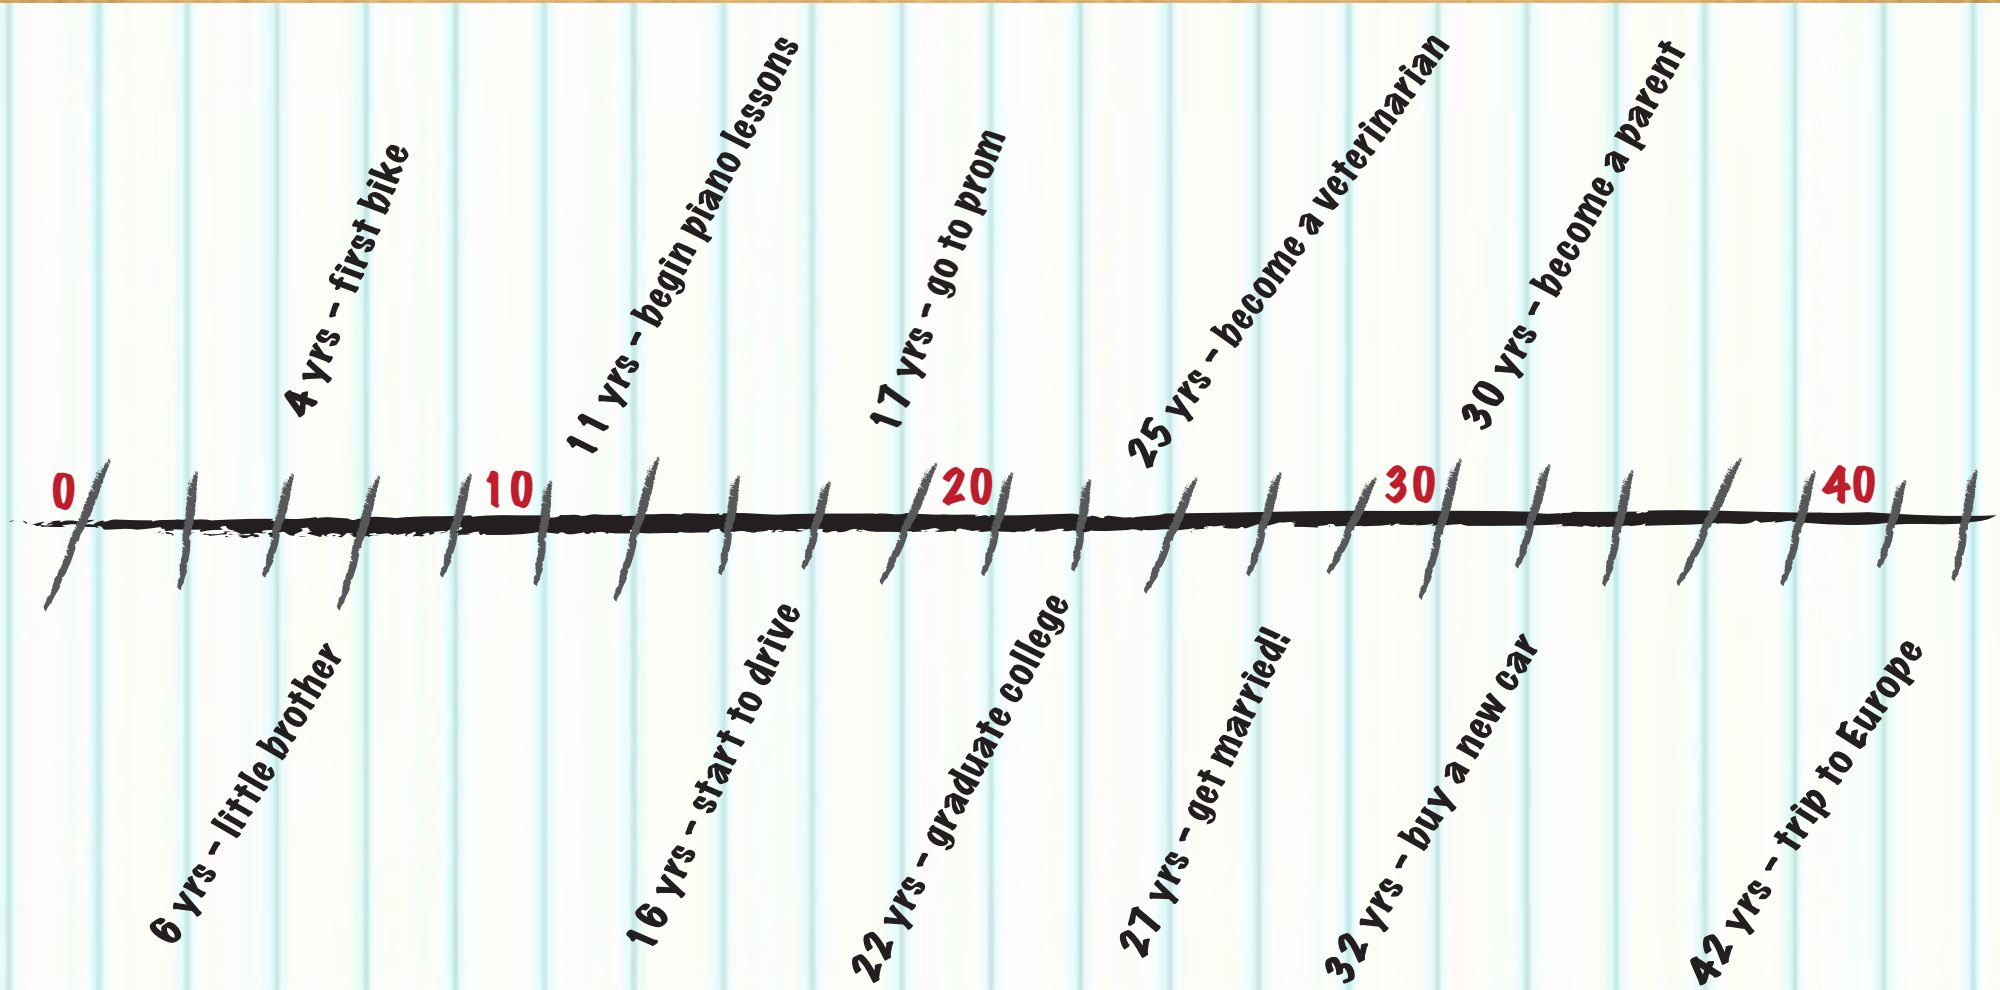 4 yrs - first bike
11 yrs - begin piano lessons
17 yrs - go to prom
25 yrs - become a veterinarian
30 yrs - become a parent
0
10
20
30
40
6 yrs - little brother
16 yrs - start to drive
22 yrs - graduate college
27 yrs - get married!
32 yrs - buy a new car
42 yrs - trip to Europe